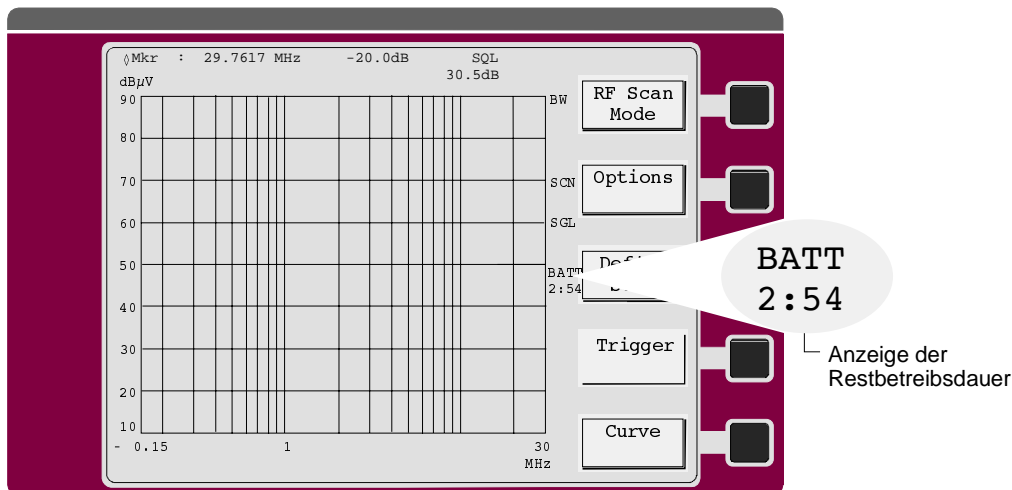 ◊Mkr : 29.7617 MHz -20.0dB SQL
30.5dB
dBµV
90
80
70
60
50
40
30
20
10
- 0.15 1 30
MHz
BW
SCN
SGL
BATT
2:54
RF Scan
Mode
Options
Trigger
Curve
BATT
2:54
Anzeige der
Restbetreibsdauer